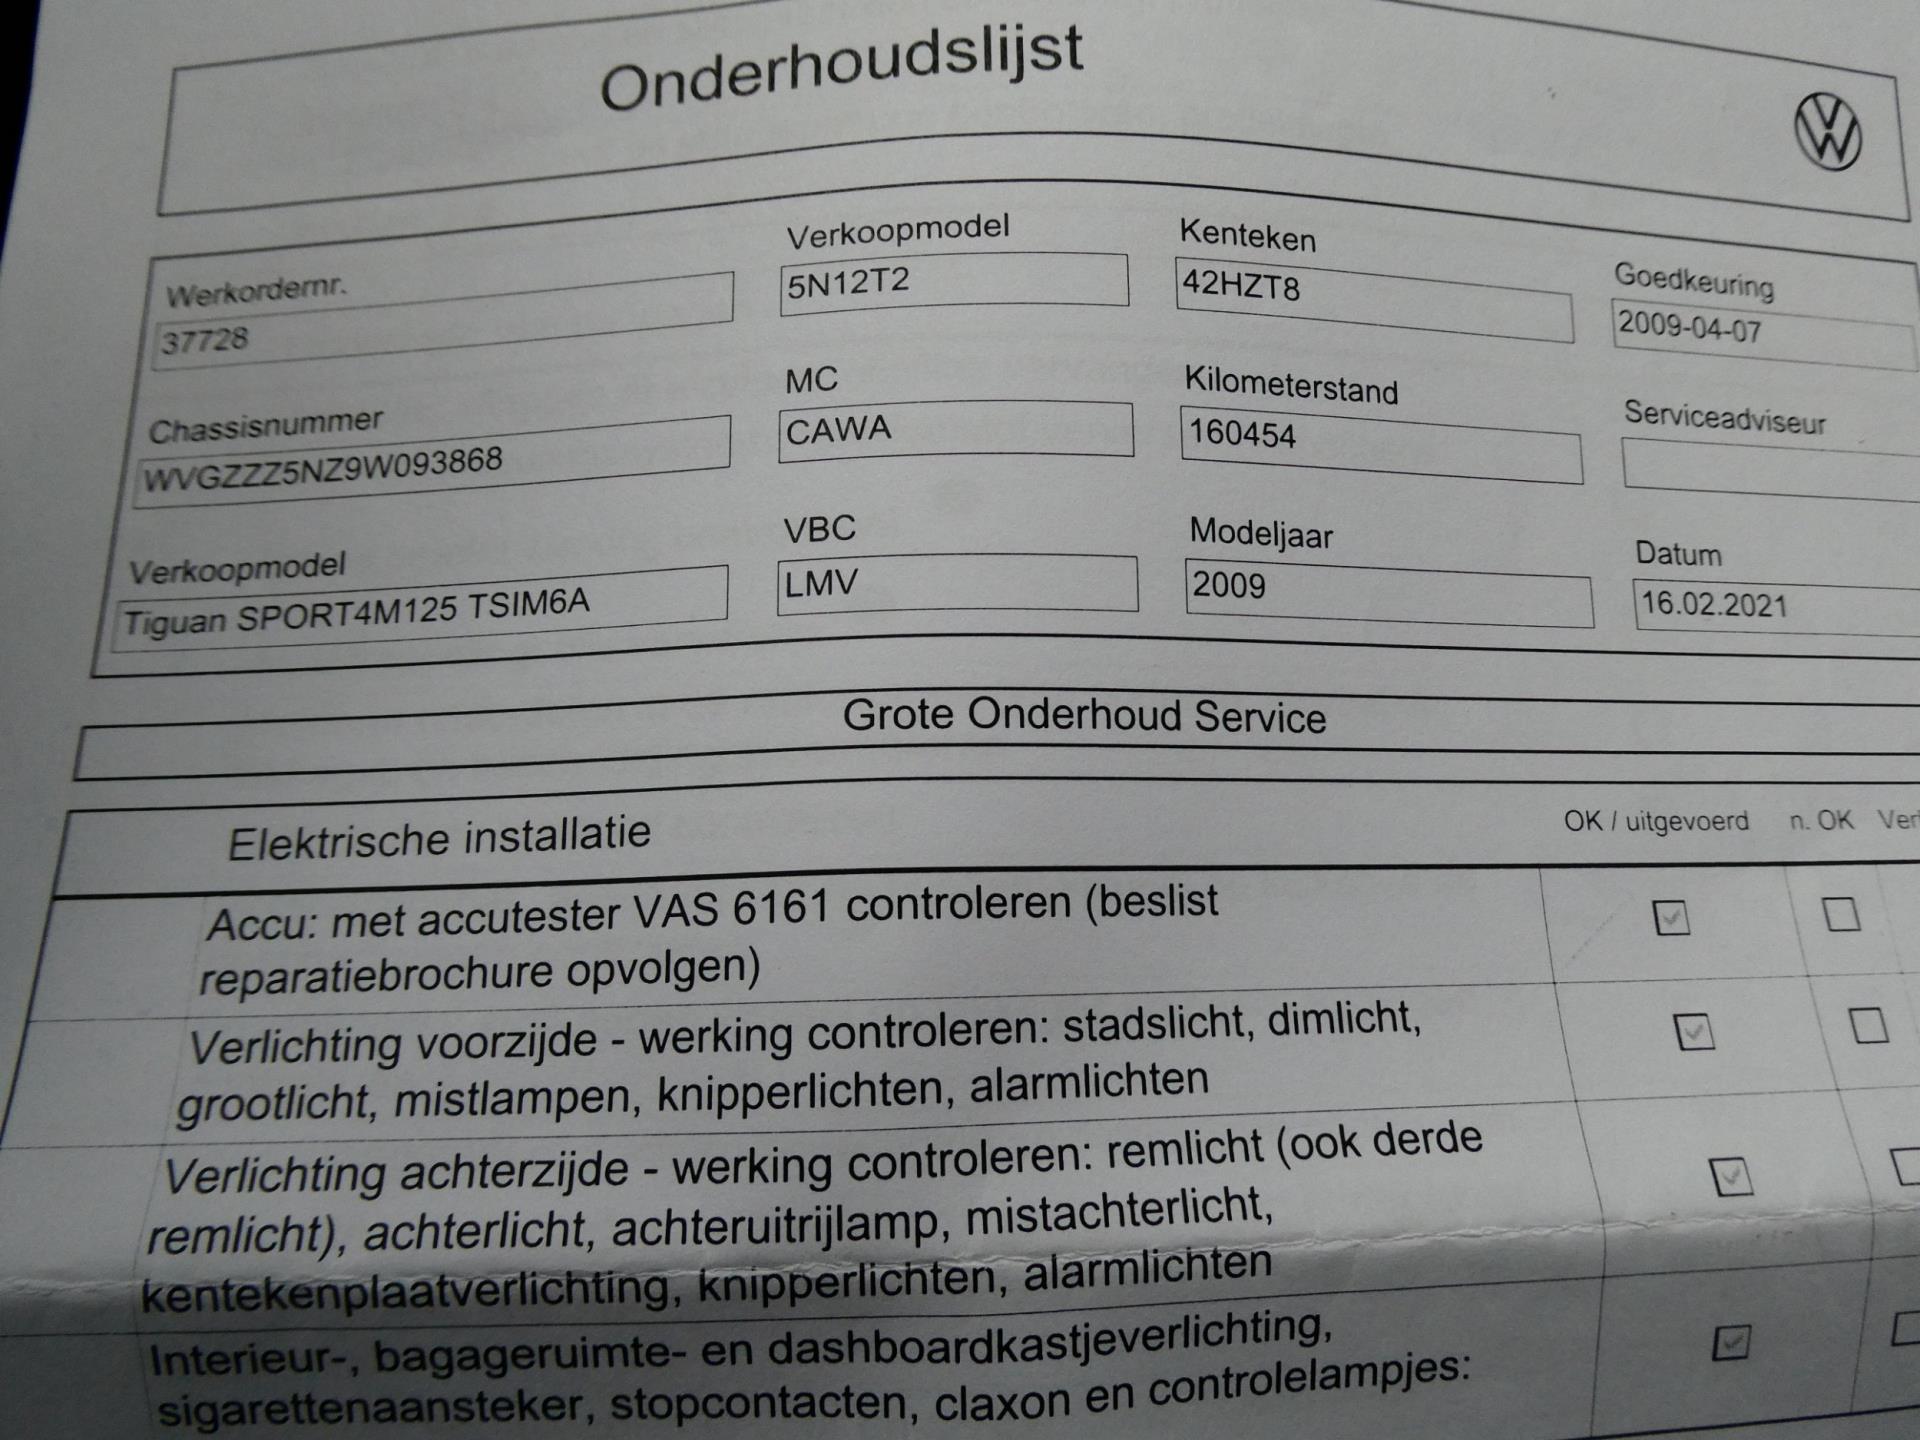 Onderhoudslijst
Werkordernr.
37728
Verkoopmodel
5N12T2
Kenteken
42HZT8
Goedkeuring
2009-04-07
Chassisnummer
WVGZZZ5NZ9W093868
MC
CAWA
Kilometerstand
160454
Serviceadviseur
Verkoopmodel
Tiguan SPORT4M125 TSIM6A
VBC
LMV
Modeljaar
2009
Datum
16.02.2021
Grote Onderhoud Service
Elektrische installatie
OK / uitgevoerd n. OK
Accu: met accutester VAS 6161 controleren (beslist
reparatiebrochure opvolgen)
Verlichting voorzijde - werking controleren: stadslicht, dimlicht,
grootlicht, mistlampen, knipperlichten, alarmlichten
Verlichting achterzijde - werking controleren: remlicht (ook derde
remlicht), achterlicht, achteruitrijlamp, mistachterlicht,
kentekenplaatverlichting, knipperlichten, alarmlichten
Interieur-, bagageruimte- en dashboardkastjeverlichting,
sigarettenaansteker, stopcontacten, claxon en controlelampjes: